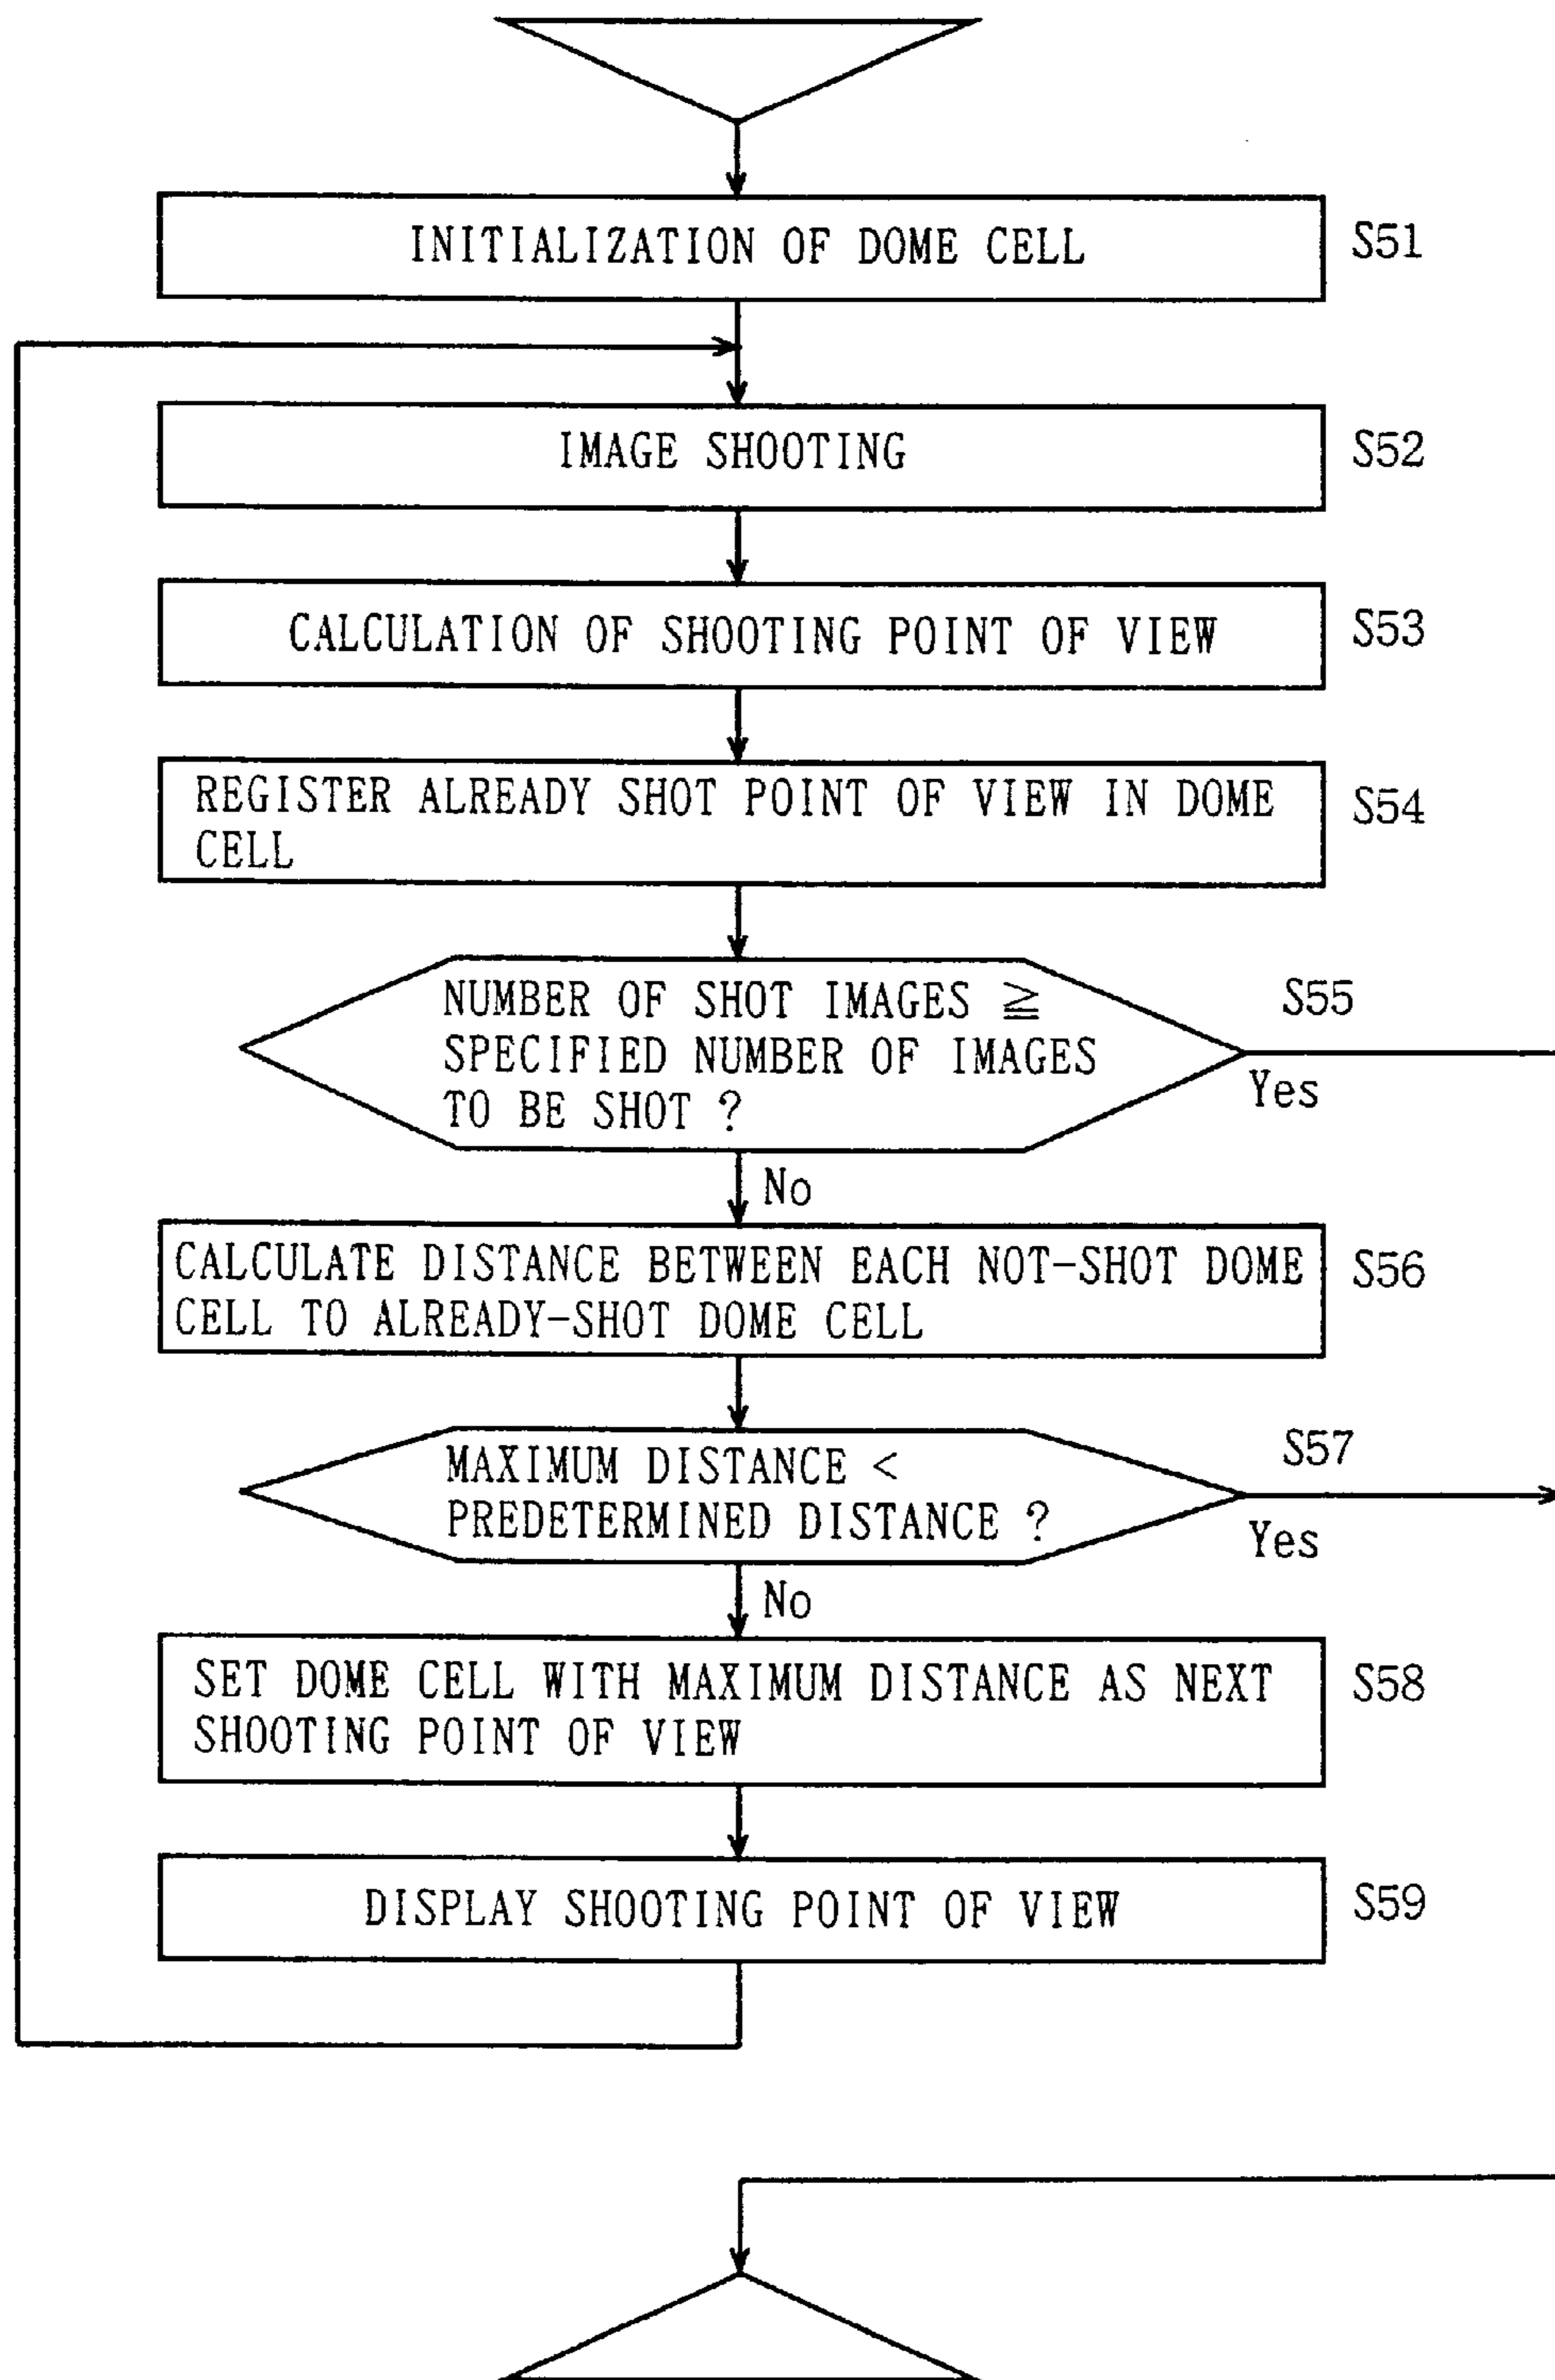 INITIALIZATION OF DOME CELL
S51
IMAGE SHOOTING
S52
CALCULATION OF SHOOTING POINT OF VIEW
S53
REGISTER ALREADY SHOT POINT OF VIEW IN DOME
CELL
S54
NUMBER OF SHOT IMAGES ≧
SPECIFIED NUMBER OF IMAGES
TO BE SHOT ?
S55
Yes
No
CALCULATE DISTANCE BETWEEN EACH NOT-SHOT DOME
CELL TO ALREADY-SHOT DOME CELL
S56
MAXIMUM DISTANCE <
PREDETERMINED DISTANCE ?
S57
Yes
No
SET DOME CELL WITH MAXIMUM DISTANCE AS NEXT
SHOOTING POINT OF VIEW
S58
DISPLAY SHOOTING POINT OF VIEW
S59